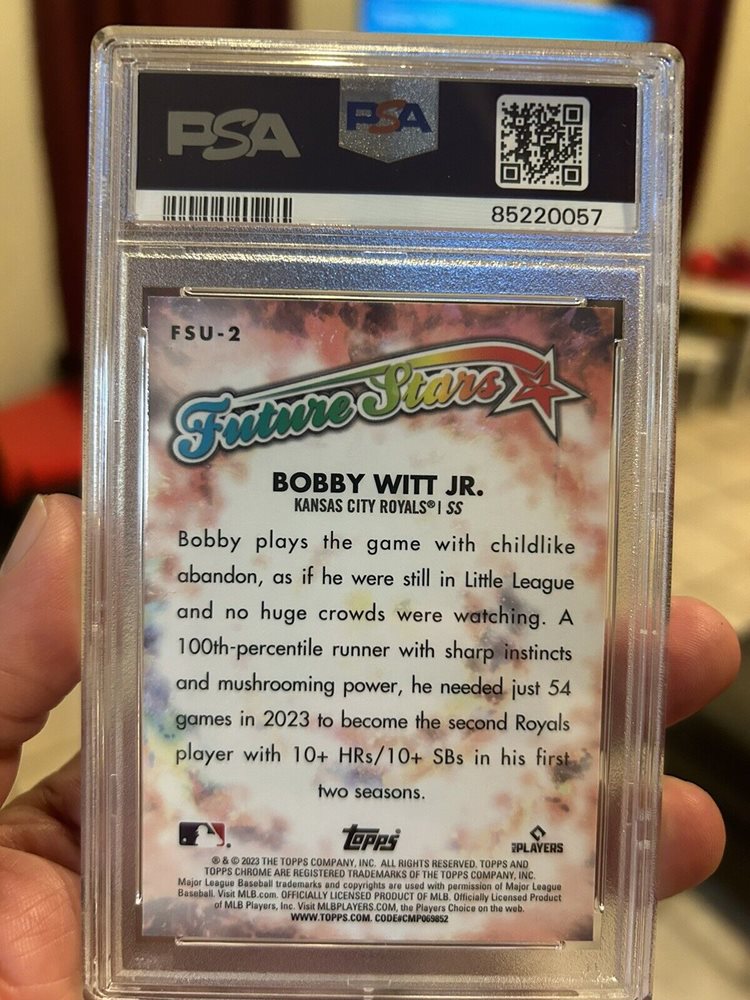 PSA
PSA
85220057
FSU-2
Future Stars
BOBBY WITT JR.
KANSAS CITY ROYALS® | SS
Bobby plays the game with childlike
abandon, as if he were still in Little League
and no huge crowds were watching. A
100th-percentile runner with sharp instincts
and mushrooming power, he needed just 54
games in 2023 to become the second Royals
player with 10+ HRs/10+ SBs in his first
two seasons.
topps®
PLAYERS
® & © 2023 THE TOPPS COMPANY, INC. ALL RIGHTS RESERVED. TOPPS AND
TOPPS CHROME ARE REGISTERED TRADEMARKS OF THE TOPPS COMPANY, INC.
Major League Baseball trademarks and copyrights are used with permission of Major League
Baseball. Visit MLB.com. OFFICIALLY LICENSED PRODUCT OF MLB. Officially Licensed Product
of MLB Players, Inc. Visit MLBPLAYERS.COM, the Players Choice on the web.
WWW.TOPPS.COM. CODE#CMP069852